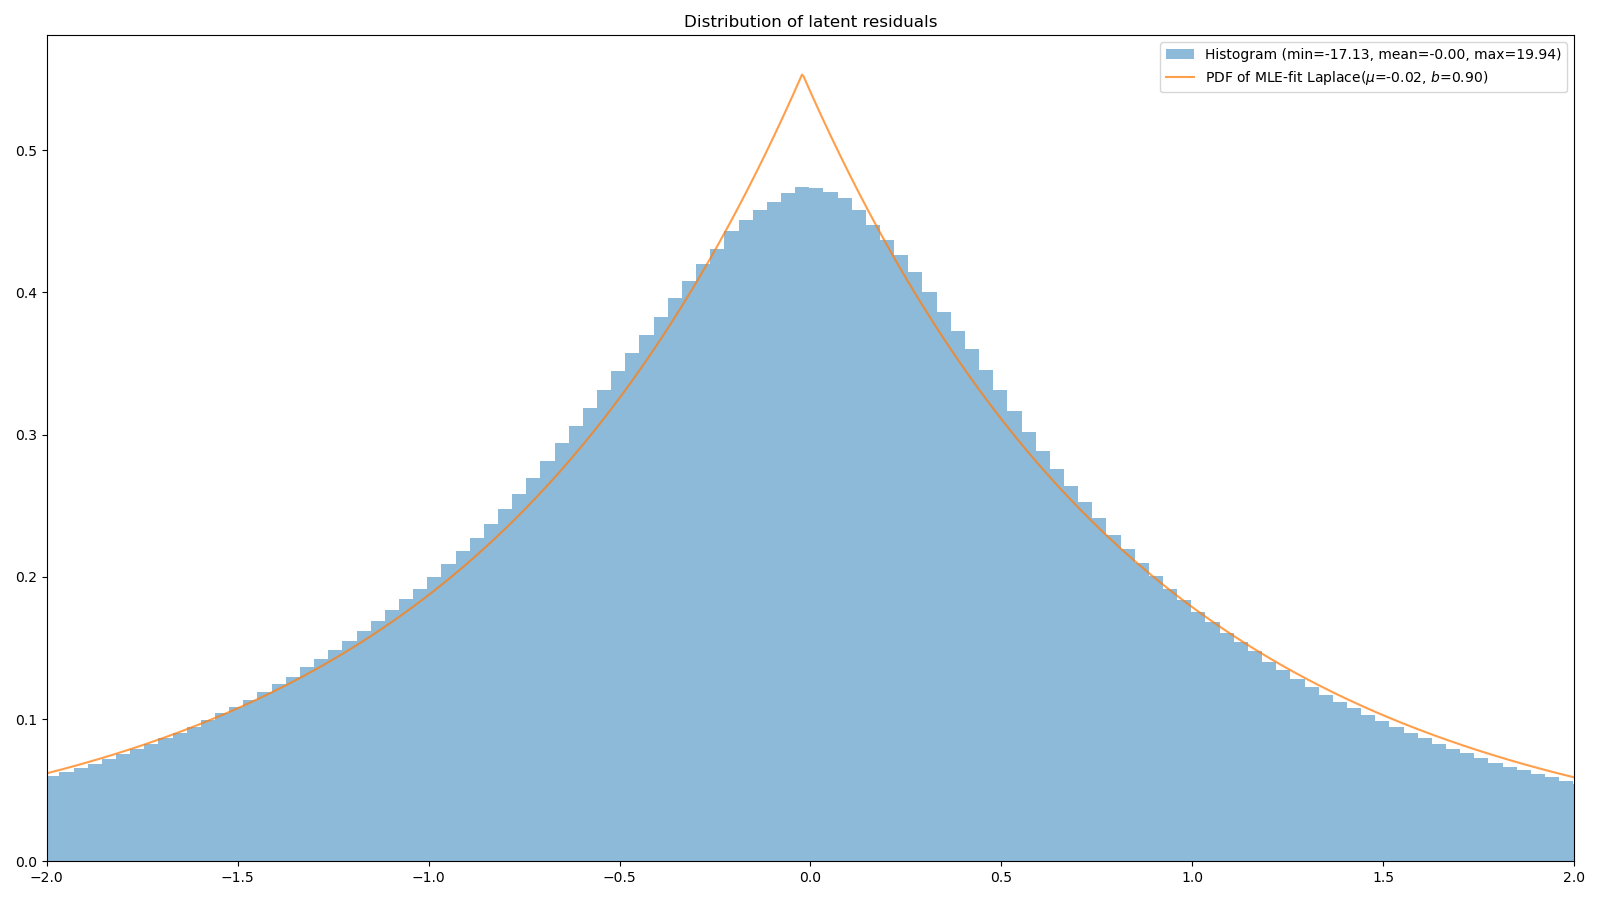 Distribution of latent residuals
Histogram (min=-17.13, mean=-0.00, max=19.94)
PDF of MLE-fit Laplace(μ=-0.02, b=0.90)
0.5
0.4
0.3
0.2
0.1
0.0
−2.0 −1.5 −1.0 −0.5 0.0 0.5 1.0 1.5 2.0